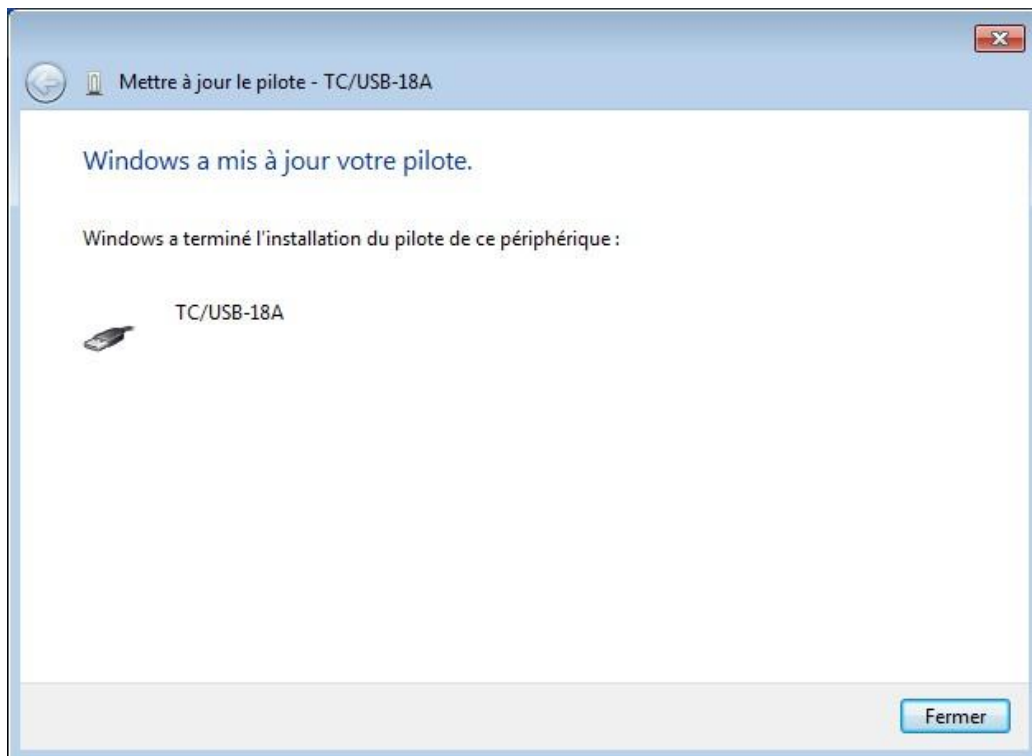 Mettre à jour le pilote - TC/USB-18A
Windows a mis à jour votre pilote.
Windows a terminé l'installation du pilote de ce périphérique :
TC/USB-18A
Fermer